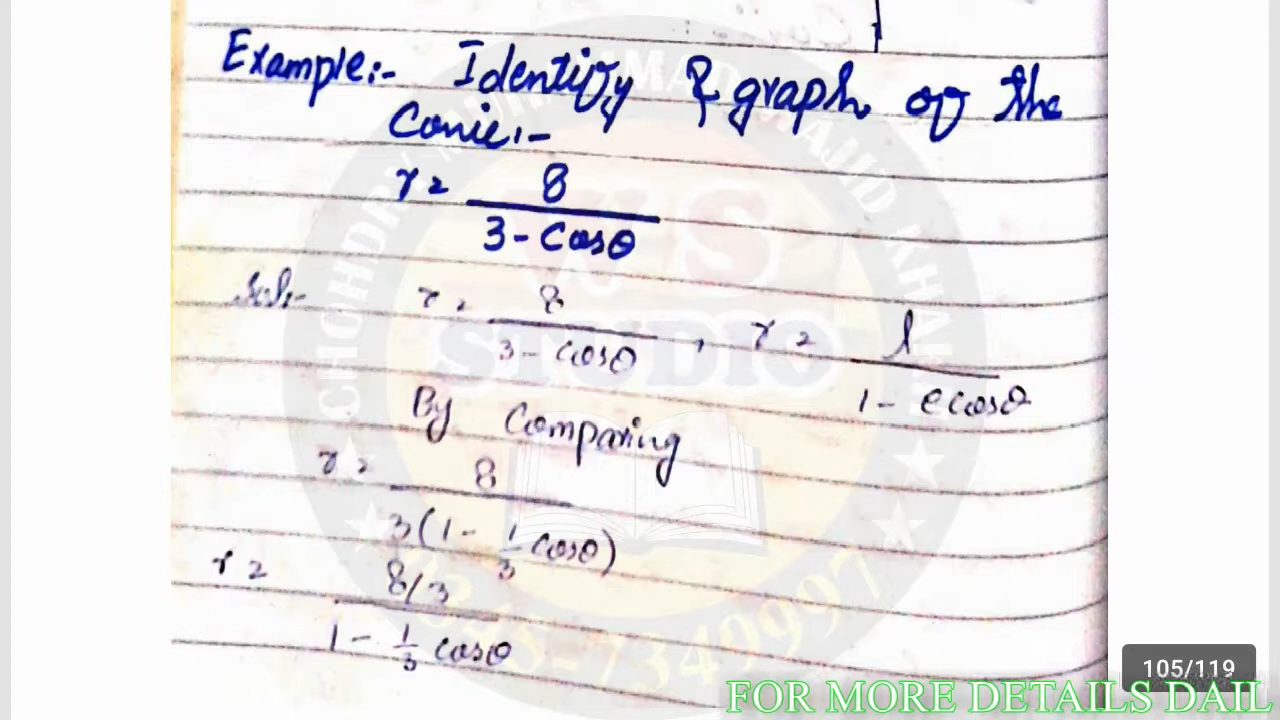 Example:- Identify & graph of the
Conic:-
r = 8 / 3 - Cosθ
Sol:- r = 8 / 3 - Cosθ , r = l / 1 - e cosθ
By Comparing
r = 8 / 3(1 - 1/3 cosθ)
r = 8/3 / 1 - 1/3 cosθ
STUDIO
105/119
FOR MORE DETAILS DAIL